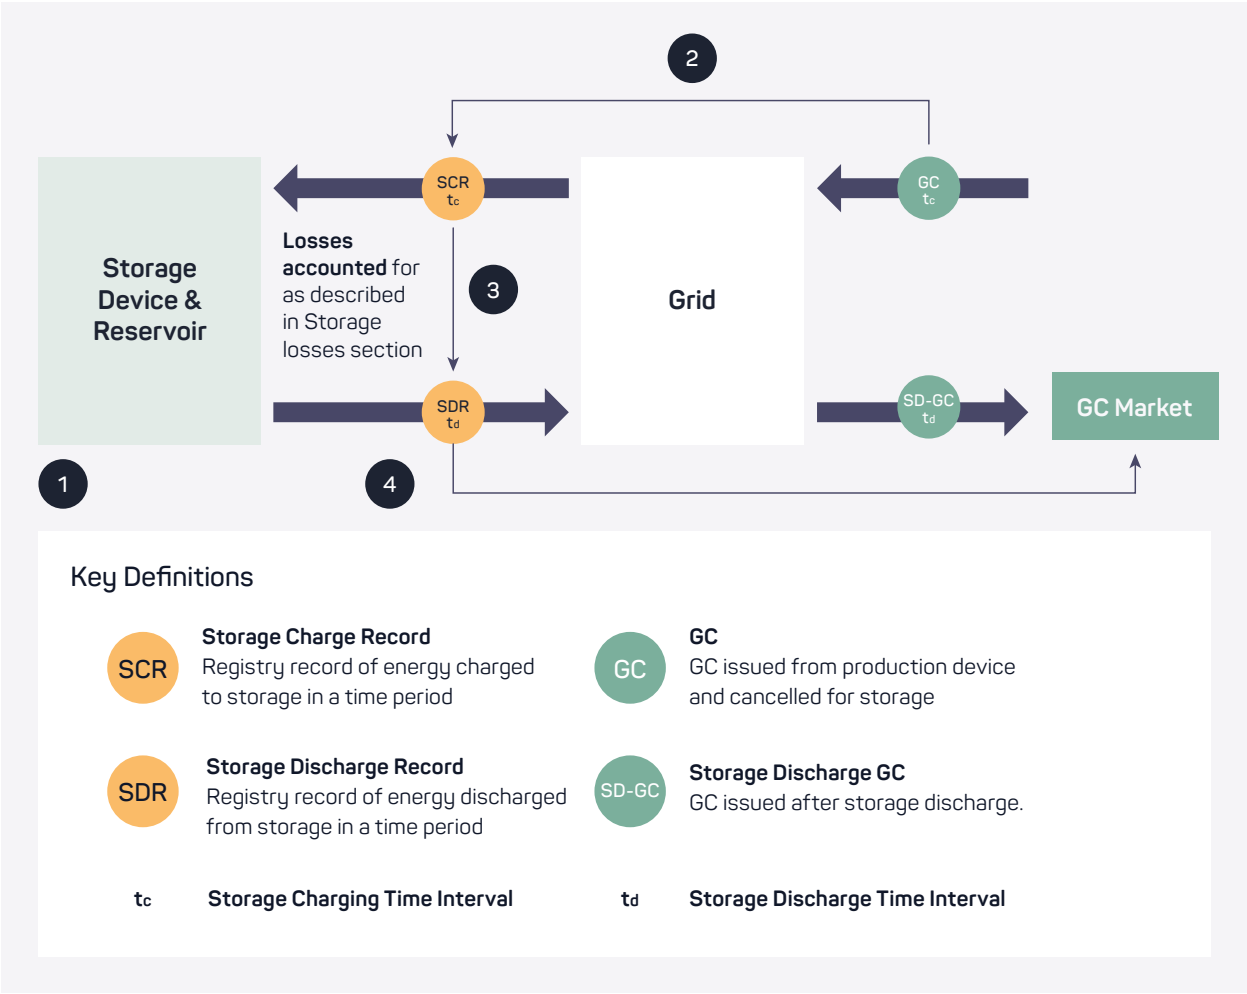 2
SCR
tc
GC
tc
Losses
accounted for
as described
in Storage
losses section
3
Storage
Device &
Reservoir
Grid
SDR
td
SD-GC
td
GC Market
1
4
Key Definitions
SCR
Storage Charge Record
Registry record of energy charged
to storage in a time period
GC
GC
GC issued from production device
and cancelled for storage
SDR
Storage Discharge Record
Registry record of energy discharged
from storage in a time period
SD-GC
Storage Discharge GC
GC issued after storage discharge.
tc Storage Charging Time Interval
td Storage Discharge Time Interval